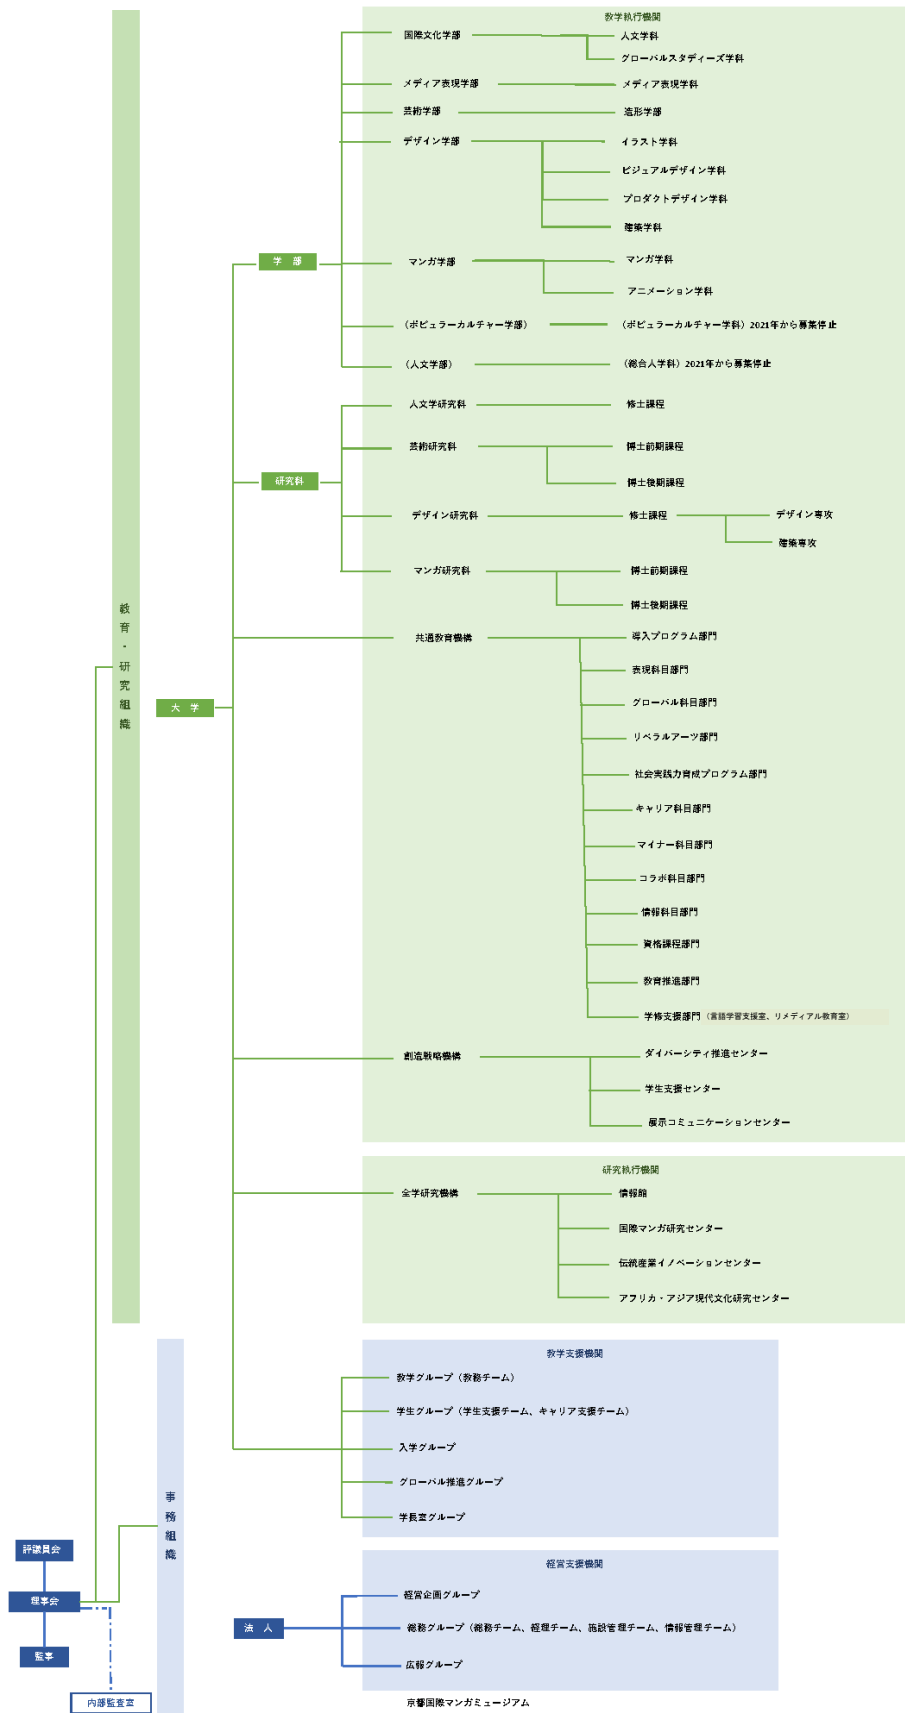 教学執行機関
国際文化学部
人文学科
グローバルスタディーズ学科
メディア表現学部
メディア表現学科
芸術学部
造形学部
デザイン学部
イラスト学科
ビジュアルデザイン学科
プロダクトデザイン学科
建築学科
学 部
マンガ学部
マンガ学科
アニメーション学科
（ポピュラーカルチャー学部）
（ポピュラーカルチャー学科）2021年から募集停止
（人文学部）
（総合人文学科）2021年から募集停止
人文学研究科
修士課程
芸術研究科
博士前期課程
博士後期課程
研究科
デザイン研究科
修士課程
デザイン専攻
建築専攻
マンガ研究科
博士前期課程
博士後期課程
教育・研究組織
大 学
共通教育機構
導入プログラム部門
表現科目部門
グローバル科目部門
リベラルアーツ部門
社会実践力育成プログラム部門
キャリア科目部門
マイナー科目部門
コラボ科目部門
情報科目部門
資格課程部門
教育推進部門
学修支援部門（言語学習支援室、リメディアル教育室）
創造戦略機構
ダイバーシティ推進センター
学生支援センター
展示コミュニケーションセンター
研究執行機関
全学研究機構
情報館
国際マンガ研究センター
伝統産業イノベーションセンター
アフリカ・アジア現代文化研究センター
教学支援機関
教学グループ（教務チーム）
学生グループ（学生支援チーム、キャリア支援チーム）
入学グループ
グローバル推進グループ
学長室グループ
事務組織
評議員会
理事会
監事
内部監査室
経営支援機関
法 人
経営企画グループ
総務グループ（総務チーム、経理チーム、施設管理チーム、情報管理チーム）
広報グループ
京都国際マンガミュージアム